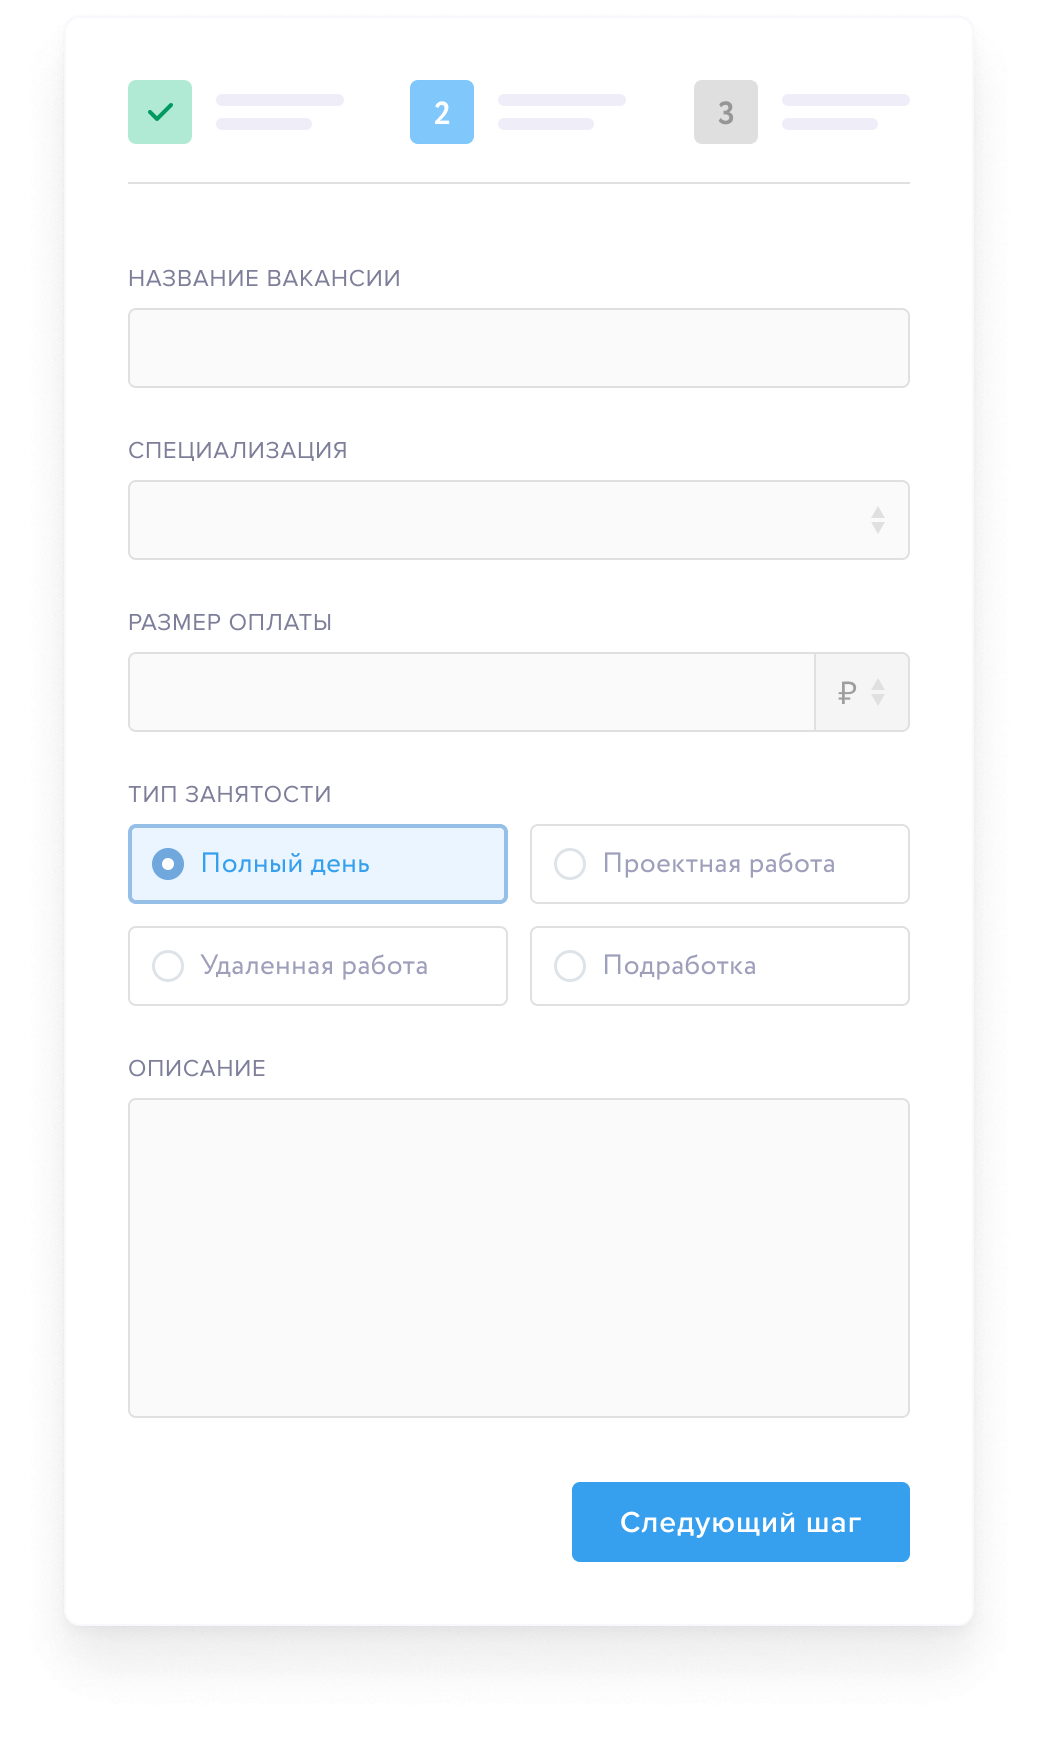 2
3
НАЗВАНИЕ ВАКАНСИИ
СПЕЦИАЛИЗАЦИЯ
РАЗМЕР ОПЛАТЫ
₽
ТИП ЗАНЯТОСТИ
Полный день
Проектная работа
Удаленная работа
Подработка
ОПИСАНИЕ
Следующий шаг